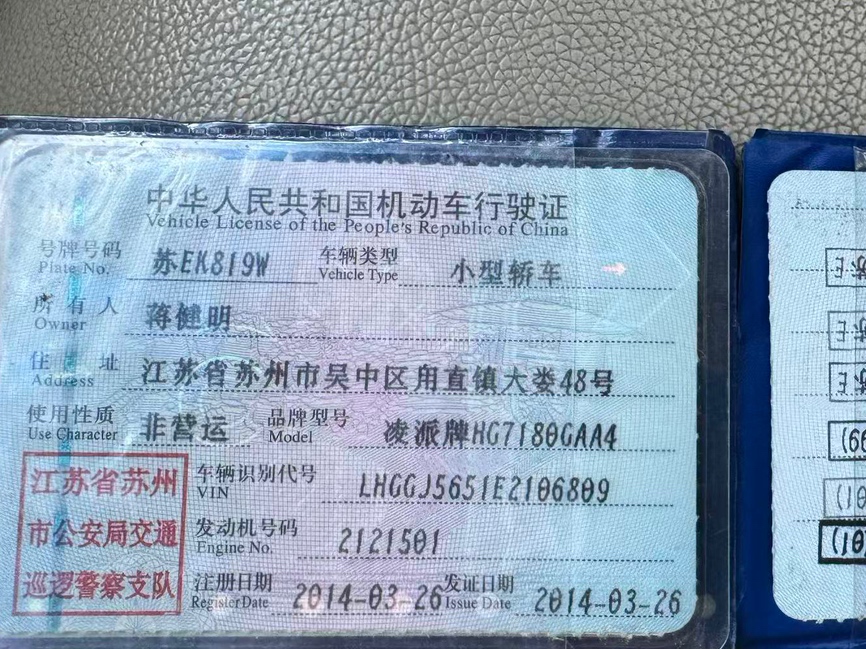 中华人民共和国机动车行驶证
Vehicle License of the People's Republic of China
号牌号码 苏EK819W 车辆类型 小型轿车
Plate No. Vehicle Type
所有人 蒋健明
Owner
住址 江苏省苏州市吴中区甪直镇大娄48号
Address
使用性质 非营运 品牌型号 凌派牌HG7180GAA4
Use Character Model
江苏省苏州
市公安局交通
巡逻警察支队
车辆识别代号 LHGGJ5651E2106809
VIN
发动机号码 2121501
Engine No.
注册日期 2014-03-26 发证日期 2014-03-26
Register Date Issue Date